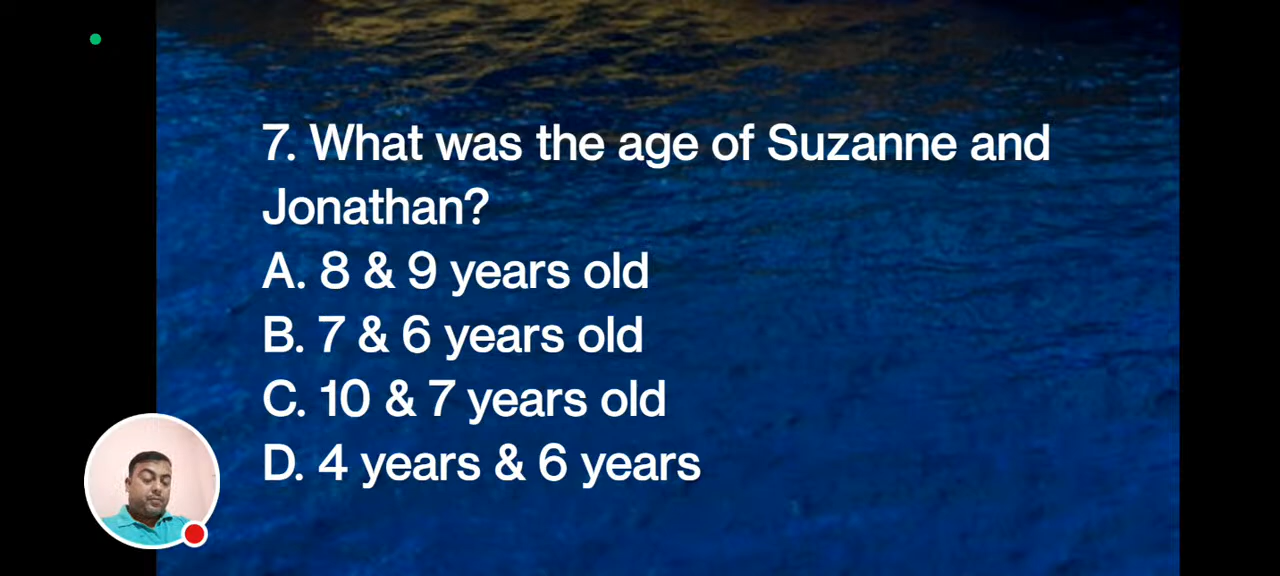 7. What was the age of Suzanne and
Jonathan?
A. 8 & 9 years old
B. 7 & 6 years old
C. 10 & 7 years old
D. 4 years & 6 years